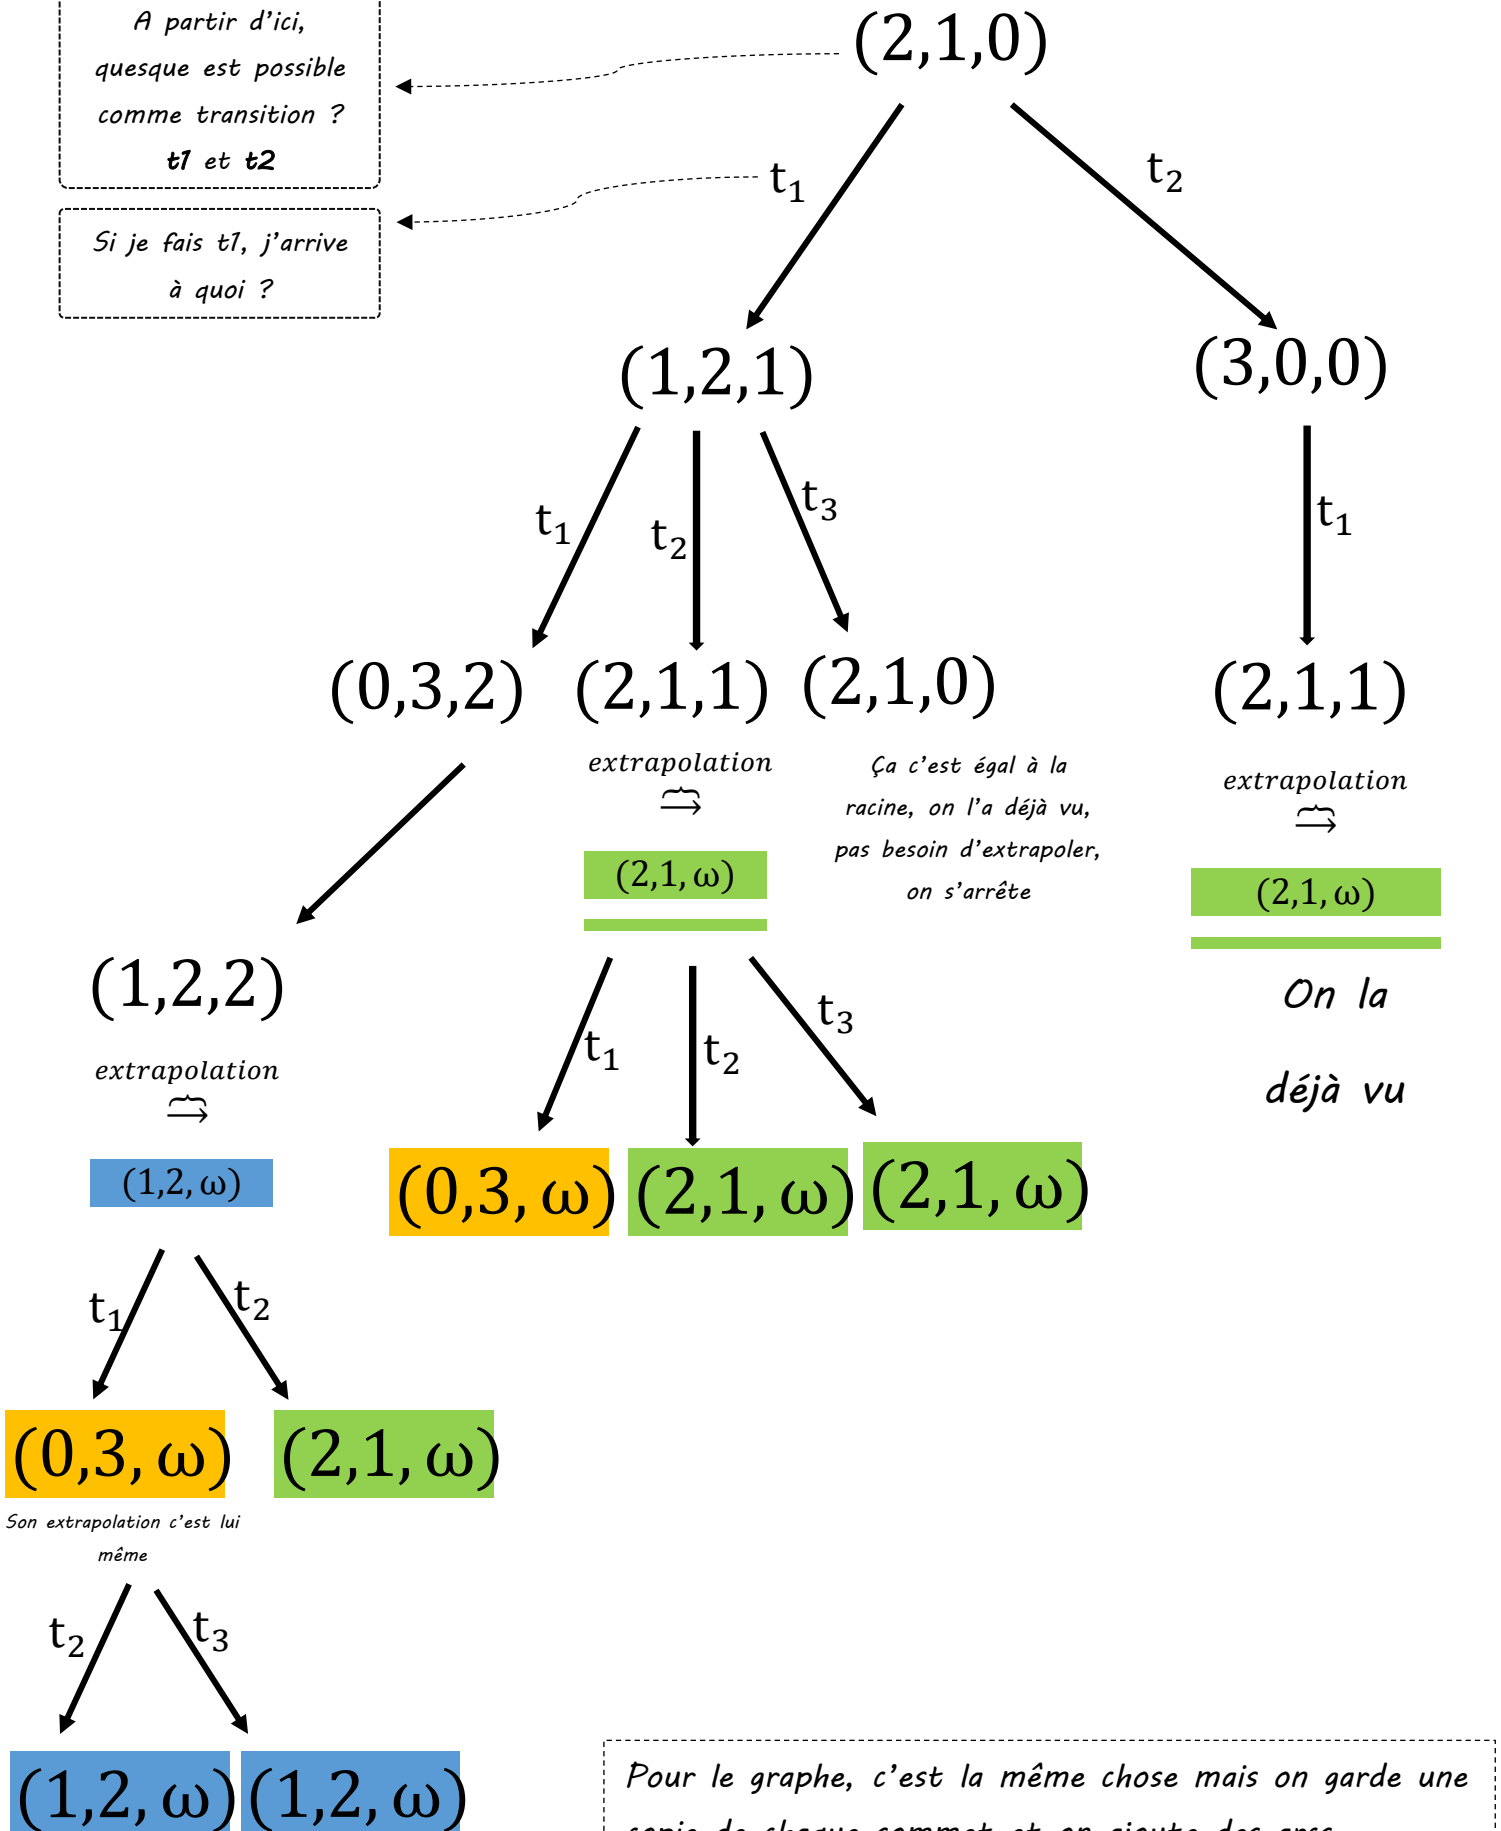 A partir d'ici,
quesque est possible
comme transition ?
t1 et t2
Si je fais t1, j'arrive
à quoi ?
(2,1,0)
t₁
t₂
(1,2,1)
(3,0,0)
t₁
t₂
t₃
t₁
(0,3,2)
(2,1,1)
(2,1,0)
(2,1,1)
extrapolation
→
(2,1, ω)
Ça c'est égal à la
racine, on l'a déjà vu,
pas besoin d'extrapoler,
on s'arrête
extrapolation
→
(2,1, ω)
On la
déjà vu
(1,2,2)
extrapolation
→
(1,2, ω)
t₁
t₂
t₃
(0,3, ω)
(2,1, ω)
(2,1, ω)
t₁
t₂
(0,3, ω)
(2,1, ω)
Son extrapolation c'est lui
même
t₂
t₃
(1,2, ω)
(1,2, ω)
Pour le graphe, c'est la même chose mais on garde une